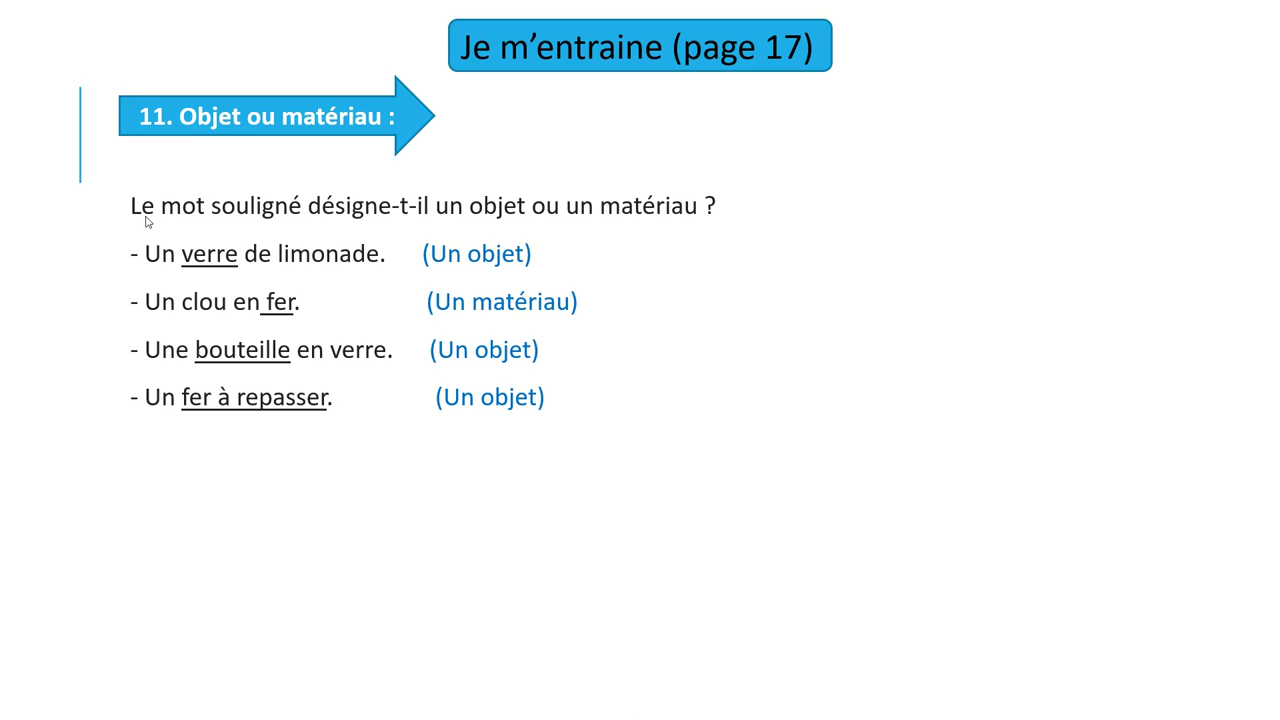 Je m’entraine (page 17)
11. Objet ou matériau :
Le mot souligné désigne-t-il un objet ou un matériau ?
- Un verre de limonade. (Un objet)
- Un clou en fer. (Un matériau)
- Une bouteille en verre. (Un objet)
- Un fer à repasser. (Un objet)